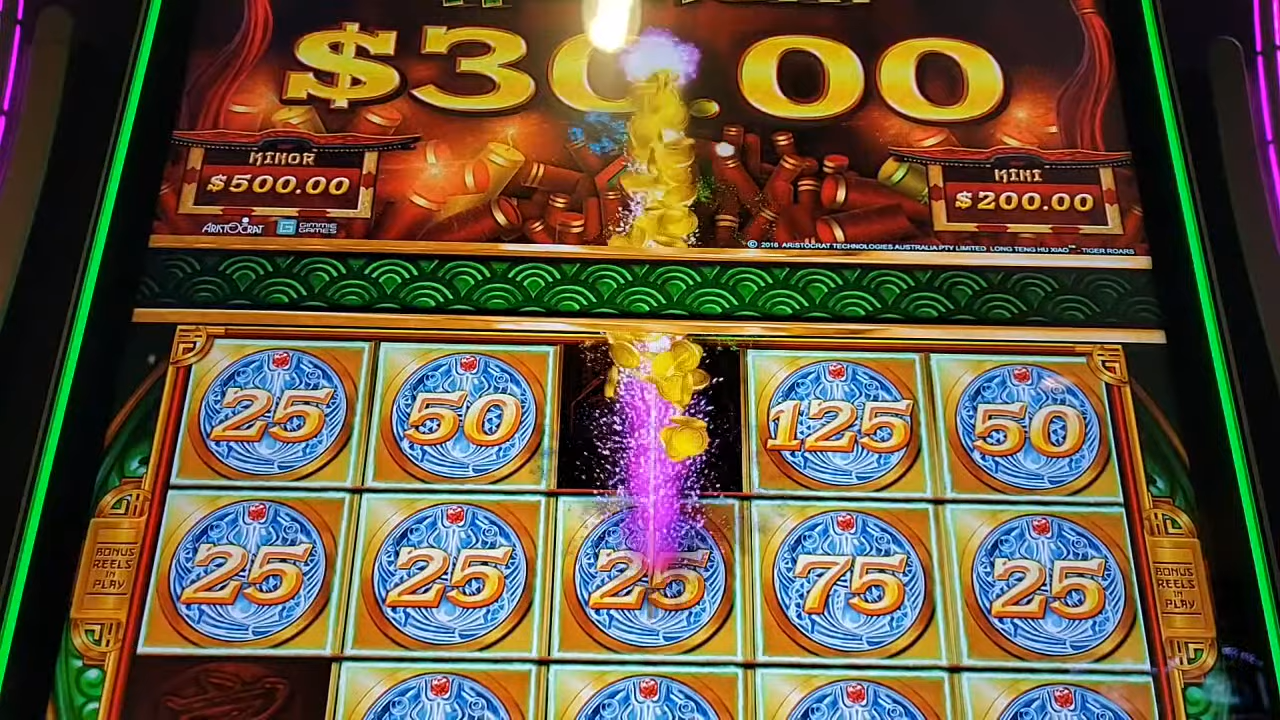 $30.00
MINOR
$500.00
MINI
$200.00
ARISTOCRAT
GIMMIE
GAMES
© 2016 ARISTOCRAT TECHNOLOGIES AUSTRALIA PTY LIMITED LONG TENG HU XIAO™ - TIGER ROARS
25 50 125 50
25 25 25 75 25
BONUS
REELS
IN
PLAY
BONUS
REELS
IN
PLAY